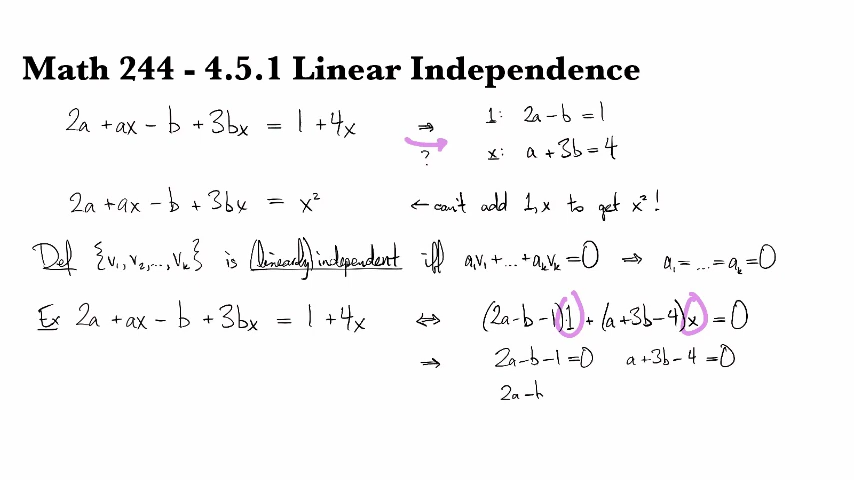 Math 244 - 4.5.1 Linear Independence
2a + ax - b + 3bx = 1 + 4x ⇒ ? 1: 2a - b = 1
x: a + 3b = 4
2a + ax - b + 3bx = x² ← can't add 1, x to get x²!
Def {v₁, v₂, ..., vₖ} is (linearly) independent iff a₁v₁ + ... + aₖvₖ = 0 ⇒ a₁ = ... = aₖ = 0
Ex 2a + ax - b + 3bx = 1 + 4x ⇔ (2a - b - 1)1 + (a + 3b - 4)x = 0
⇒ 2a - b - 1 = 0 a + 3b - 4 = 0
2a - b